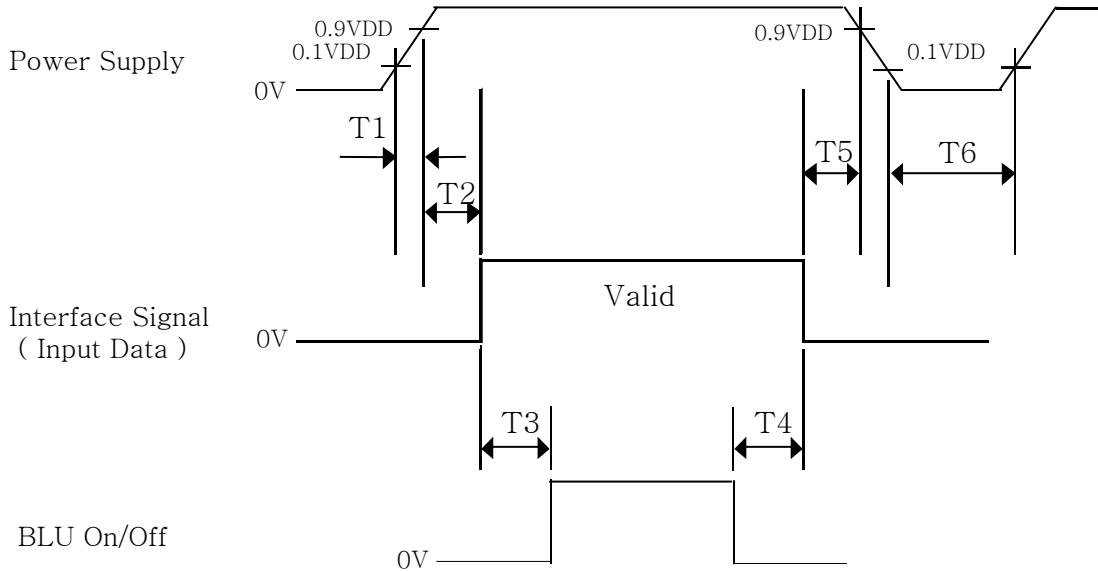 0.9VDD
0.9VDD
0.1VDD
0.1VDD
Power Supply
0V
T1
T5
T6
T2
Valid
Interface Signal
( Input Data )
0V
T3
T4
BLU On/Off
0V